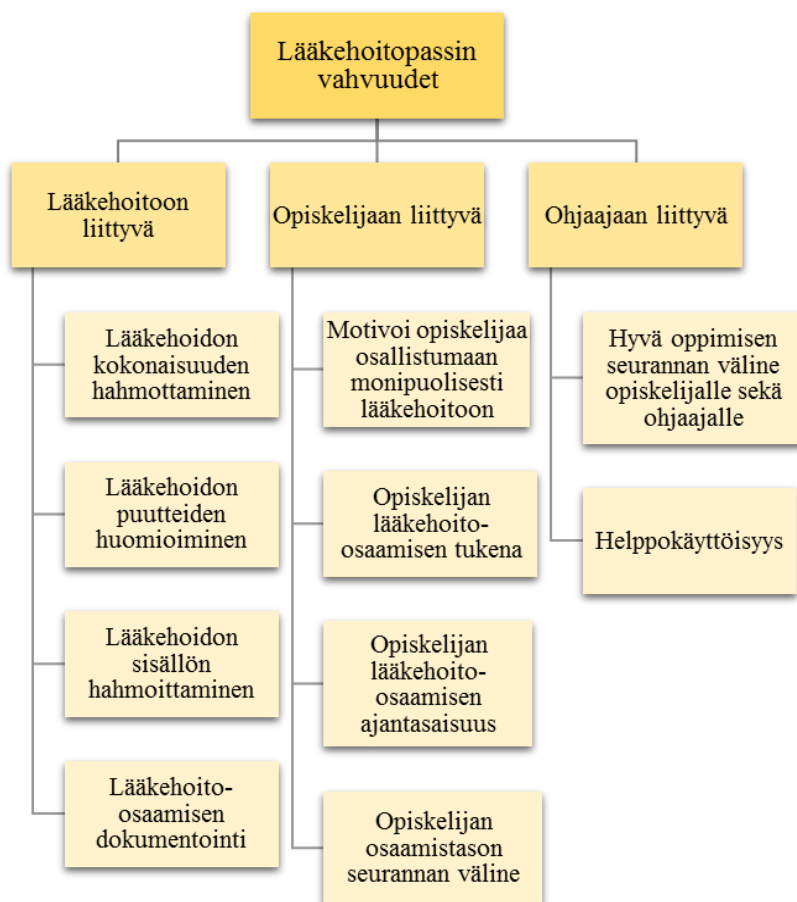 Lääkehoitopassin
vahvuudet
Lääkehoitoon
liittyvä
Lääkehoidon
kokonaisuuden
hahmottaminen
Lääkehoidon
puutteiden
huomioiminen
Lääkehoidon
sisällön
hahmoittaminen
Lääkehoito-
osaamisen
dokumentointi
Opiskelijaan liittyvä
Motivoi opiskelijaa
osallistumaan
monipuolisesti
lääkehoitoon
Opiskelijan
lääkehoito-
osaamisen tukena
Opiskelijan
lääkehoito-
osaamisen
ajantasaisuus
Opiskelijan
osaamistason
seurannan väline
Ohjaajaan liittyvä
Hyvä oppimisen
seurannan väline
opiskelijalle sekä
ohjaajalle
Helppokäyttöisyys